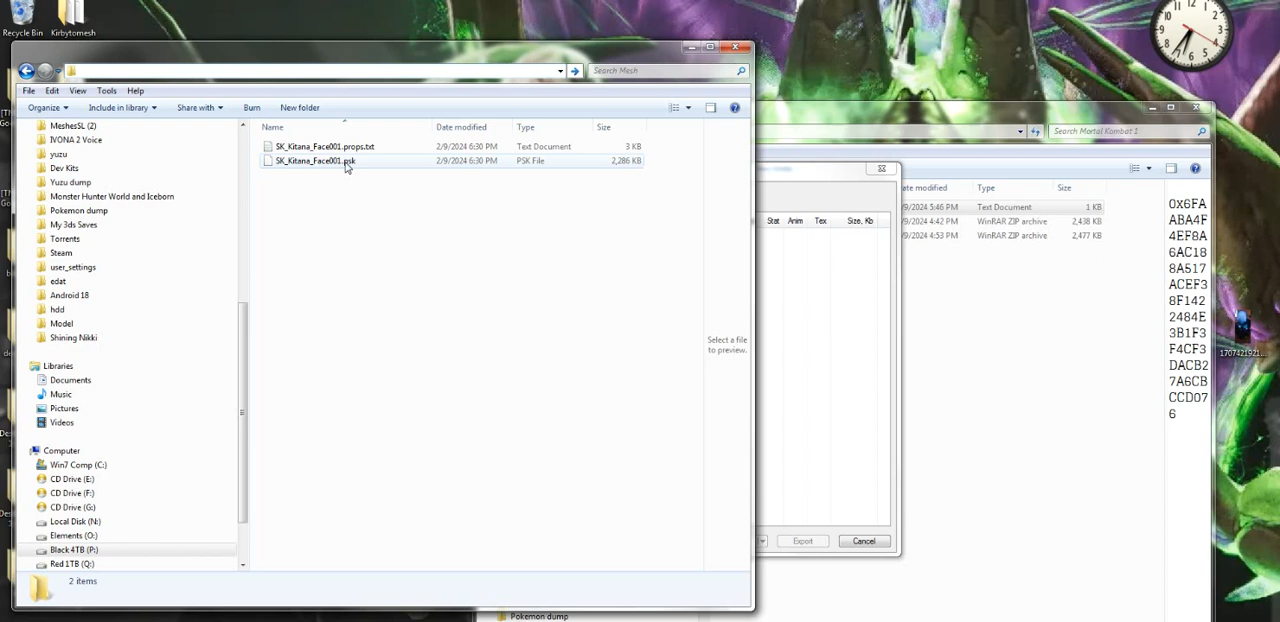 Recycle Bin
Kirbytomesh
12
Search Mesh
File Edit View Tools Help
Organize Include in library Share with Burn New folder
Name Date modified Type Size
SK_Kitana_Face001.props.txt 2/9/2024 6:30 PM Text Document 3 KB
SK_Kitana_Face001.psk 2/9/2024 6:30 PM PSK File 2,286 KB
MeshesSL (2)
IVONA 2 Voice
yuzu
Dev Kits
Yuzu dump
Monster Hunter World and Iceborn
Pokemon dump
My 3ds Saves
Torrents
Steam
user_settings
edat
Android 18
hdd
Model
Shining Nikki
Libraries
Documents
Music
Pictures
Videos
Computer
Win7 Comp (C:)
CD Drive (E:)
CD Drive (F:)
CD Drive (G:)
Local Disk (N:)
Elements (O:)
Black 4TB (P:)
Red 1TB (Q:)
Select a file
to preview.
2 items
Stat Anim Tex Size, Kb
Export Cancel
Search Mortal Kombat 1
ate modified Type Size
/9/2024 5:46 PM Text Document 1 KB
/9/2024 4:42 PM WinRAR ZIP archive 2,438 KB
/9/2024 4:53 PM WinRAR ZIP archive 2,477 KB
0x6FA
ABA4F
4EF8A
6AC18
8A517
ACEF3
8F142
2484E
3B1F3
F4CF3
DACB2
7A6CB
CCD07
6
1707421921...
Pokemon dump